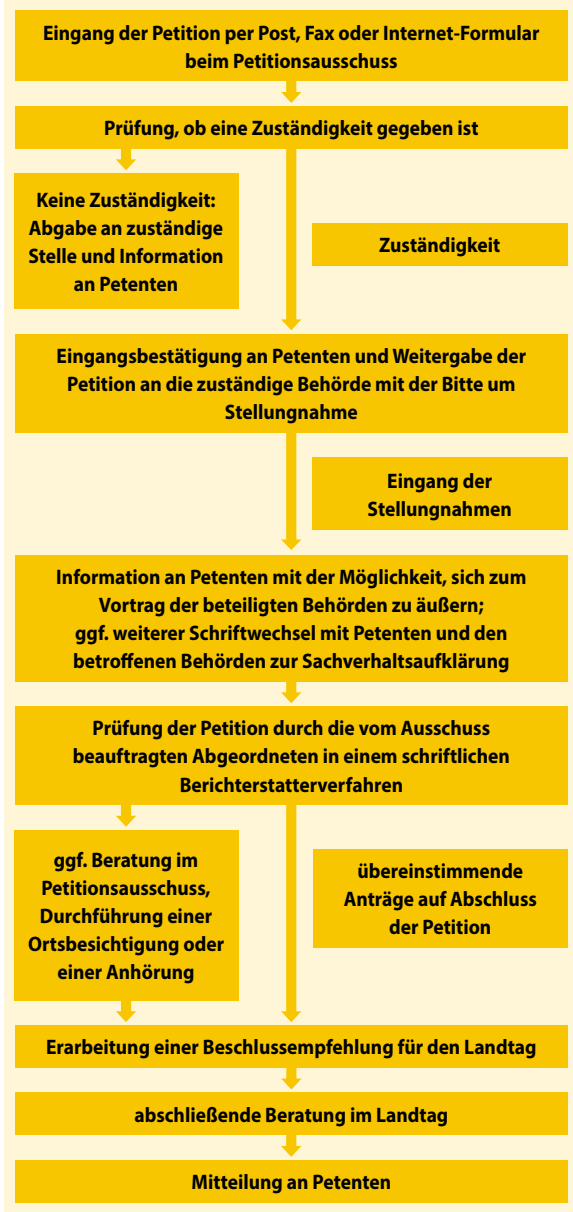 Eingang der Petition per Post, Fax oder Internet-Formular
beim Petitionsausschuss
Prüfung, ob eine Zuständigkeit gegeben ist
Keine Zuständigkeit:
Abgabe an zuständige
Stelle und Information
an Petenten
Zuständigkeit
Eingangsbestätigung an Petenten und Weitergabe der
Petition an die zuständige Behörde mit der Bitte um
Stellungnahme
Eingang der
Stellungnahmen
Information an Petenten mit der Möglichkeit, sich zum
Vortrag der beteiligten Behörden zu äußern;
ggf. weiterer Schriftwechsel mit Petenten und den
betroffenen Behörden zur Sachverhaltsaufklärung
Prüfung der Petition durch die vom Ausschuss
beauftragten Abgeordneten in einem schriftlichen
Berichterstatterverfahren
ggf. Beratung im
Petitionsausschuss,
Durchführung einer
Ortsbesichtigung oder
einer Anhörung
übereinstimmende
Anträge auf Abschluss
der Petition
Erarbeitung einer Beschlussempfehlung für den Landtag
abschließende Beratung im Landtag
Mitteilung an Petenten